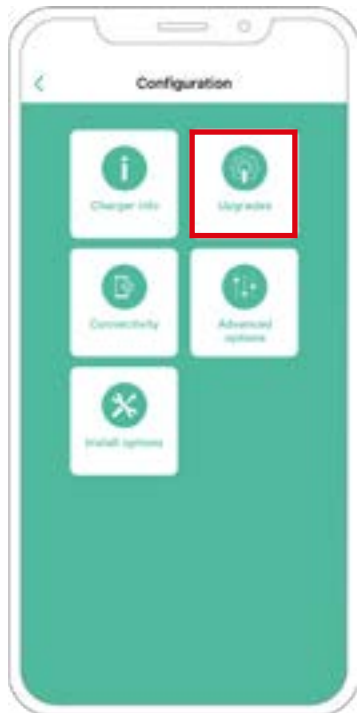 Configuration
Charger info
Upgrades
Connectivity
Advanced
options
Install options